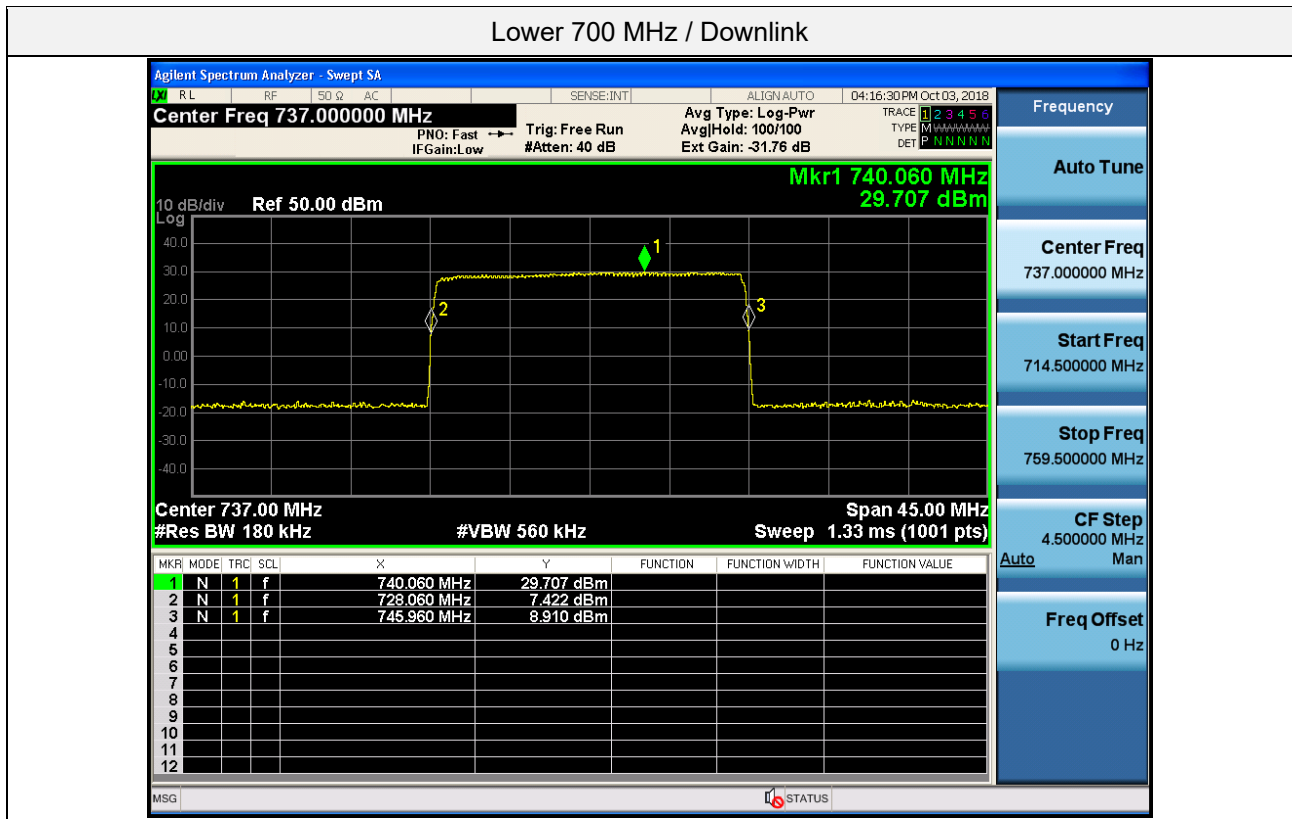 Lower 700 MHz / Downlink
Agilent Spectrum Analyzer - Swept SA
LXI RL RF 50 Ω AC SENSE:INT ALIGN AUTO 04:16:30 PM Oct 03, 2018
Center Freq 737.000000 MHz
PNO: Fast
IFGain:Low
Trig: Free Run
#Atten: 40 dB
Avg Type: Log-Pwr
Avg|Hold: 100/100
Ext Gain: -31.76 dB
TRACE 1 2 3 4 5 6
TYPE M
DET P N N N N N
Mkr1 740.060 MHz
29.707 dBm
10 dB/div Ref 50.00 dBm
Log
40.0
30.0
20.0
10.0
0.00
-10.0
-20.0
-30.0
-40.0
1
2
3
Center 737.00 MHz Span 45.00 MHz
#Res BW 180 kHz #VBW 560 kHz Sweep 1.33 ms (1001 pts)
MKR MODE TRC SCL X Y FUNCTION FUNCTION WIDTH FUNCTION VALUE
1 N 1 f 740.060 MHz 29.707 dBm
2 N 1 f 728.060 MHz 7.422 dBm
3 N 1 f 745.960 MHz 8.910 dBm
4
5
6
7
8
9
10
11
12
MSG STATUS
Frequency
Auto Tune
Center Freq
737.000000 MHz
Start Freq
714.500000 MHz
Stop Freq
759.500000 MHz
CF Step
4.500000 MHz
Auto Man
Freq Offset
0 Hz